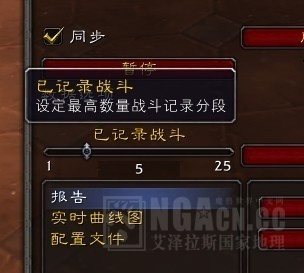 同步
暂停
已记录战斗
设定最高数量战斗记录分段
已记录战斗
1
5
25
报告
实时曲线图
配置文件
NGACN.CC
艾泽拉斯国家地理